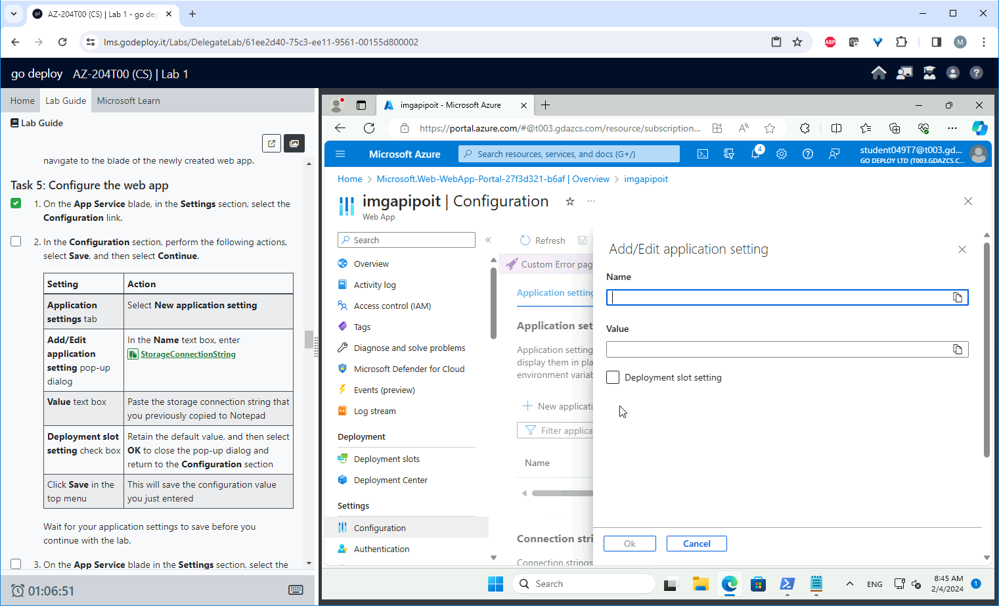 AZ-204T00 (CS) | Lab 1 - go dep
lms.godeploy.it/Labs/DelegateLab/61ee2d40-75c3-ee11-9561-00155d800002
ABP
M
go deploy AZ-204T00 (CS) | Lab 1
Home Lab Guide Microsoft Learn
Lab Guide
navigate to the blade of the newly created web app.
Task 5: Configure the web app
1. On the App Service blade, in the Settings section, select the
Configuration link.
2. In the Configuration section, perform the following actions,
select Save, and then select Continue.
Setting Action
Application
settings tab
Select New application setting
Add/Edit
application
setting pop-up
dialog
In the Name text box, enter
StorageConnectionString
Value text box
Paste the storage connection string that
you previously copied to Notepad
Deployment slot
setting check box
Retain the default value, and then select
OK to close the pop-up dialog and
return to the Configuration section
Click Save in the
top menu
This will save the configuration value
you just entered
Wait for your application settings to save before you
continue with the lab.
3. On the App Service blade in the Settings section, select the
01:06:51
imgapipoit - Microsoft Azure
https://portal.azure.com/#@t003.gdazcs.com/resource/subscription...
Microsoft Azure
Search resources, services, and docs (G+/)
4
student049T7@t003.gd...
GO DEPLOY LTD (T003.GDAZCS.C...
Home > Microsoft.Web-WebApp-Portal-27f3d321-b6af | Overview > imgapipoit
imgapipoit | Configuration
Web App
Search
Overview
Activity log
Access control (IAM)
Tags
Diagnose and solve problems
Microsoft Defender for Cloud
Events (preview)
Log stream
Deployment
Deployment slots
Deployment Center
Settings
Configuration
Authentication
Refresh
Custom Error pag
Application setting
Application set
Application setting
display them in pla
environment variab
New applicati
Filter applica
Name
Connection stri
Connection strings
Add/Edit application setting
Name
Value
Deployment slot setting
Ok Cancel
Search
ENG
8:45 AM
2/4/2024
1